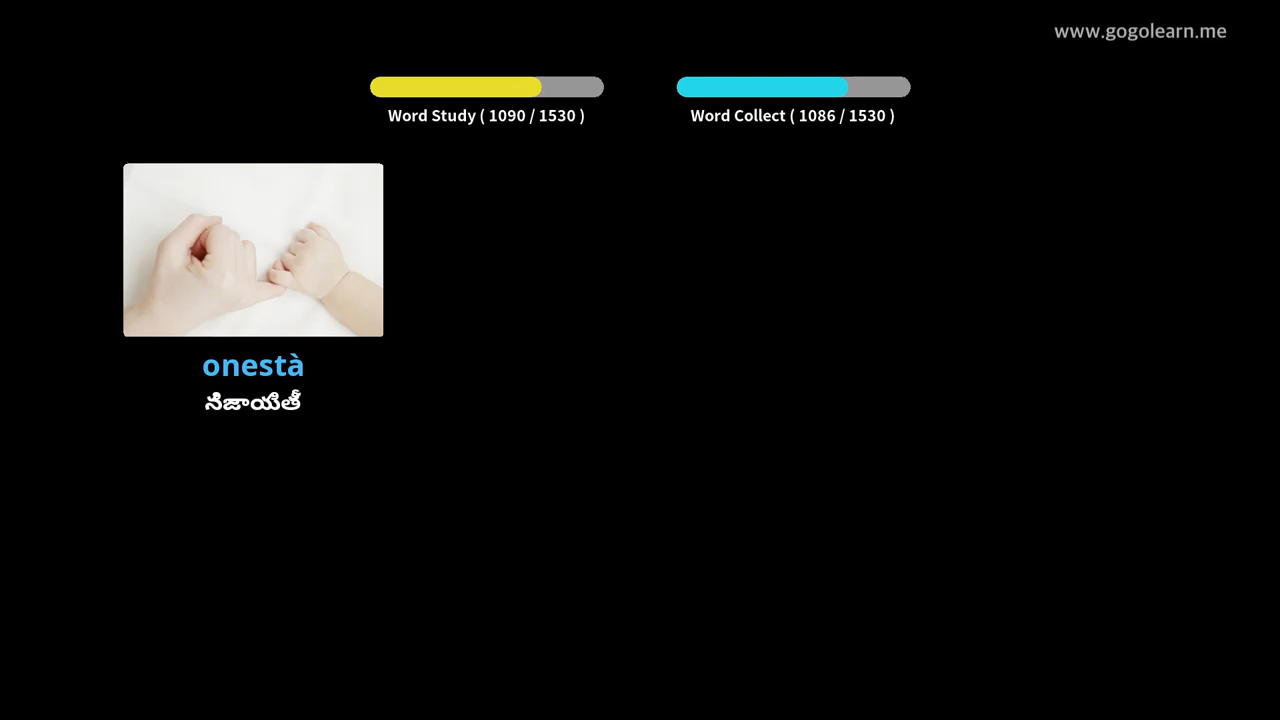 www.gogolearn.me
Word Study ( 1090 / 1530 )
Word Collect ( 1086 / 1530 )
onestà
నిజాయితీ